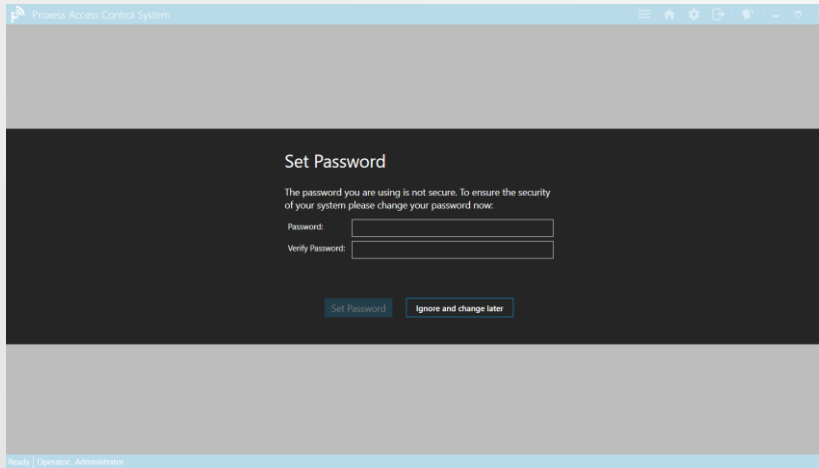 Proxess Access Control System
Set Password
The password you are using is not secure. To ensure the security
of your system please change your password now:
Password:
Verify Password:
Set Password
Ignore and change later
Ready
Operator: Administrator